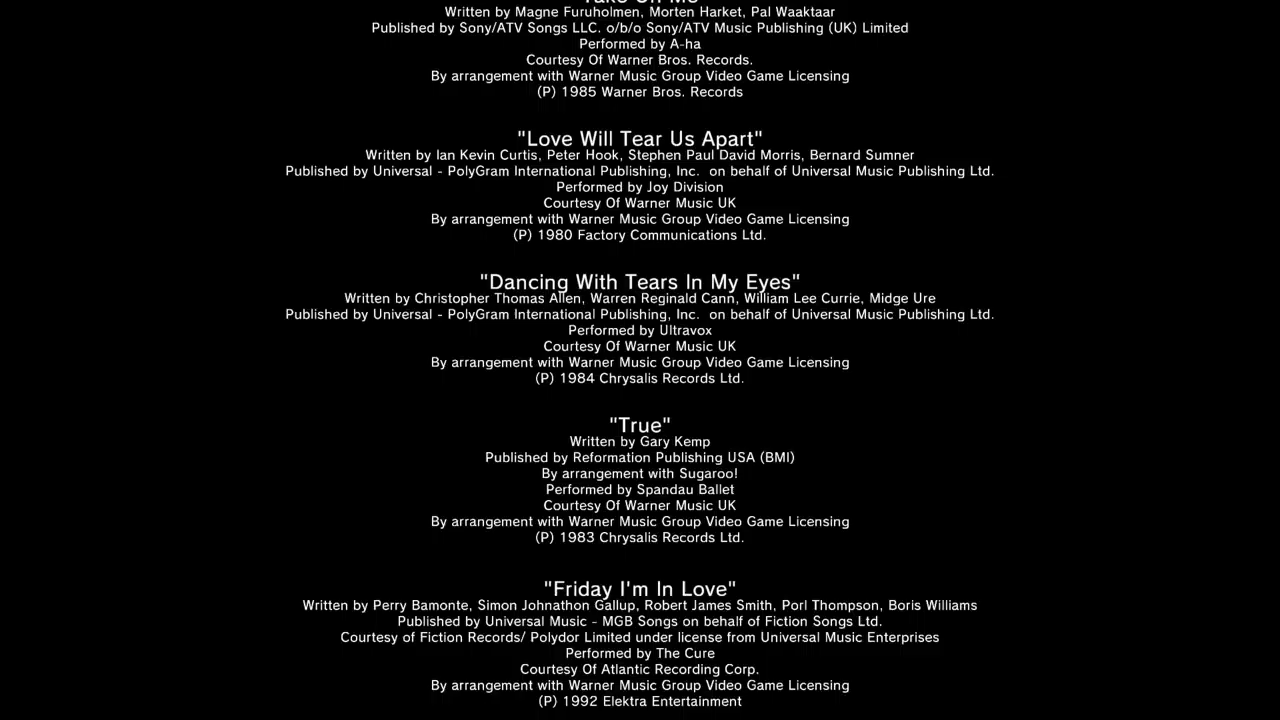 Take On Me
Written by Magne Furuholmen, Morten Harket, Pal Waaktaar
Published by Sony/ATV Songs LLC. o/b/o Sony/ATV Music Publishing (UK) Limited
Performed by A-ha
Courtesy Of Warner Bros. Records.
By arrangement with Warner Music Group Video Game Licensing
(P) 1985 Warner Bros. Records
"Love Will Tear Us Apart"
Written by Ian Kevin Curtis, Peter Hook, Stephen Paul David Morris, Bernard Sumner
Published by Universal - PolyGram International Publishing, Inc.  on behalf of Universal Music Publishing Ltd.
Performed by Joy Division
Courtesy Of Warner Music UK
By arrangement with Warner Music Group Video Game Licensing
(P) 1980 Factory Communications Ltd.
"Dancing With Tears In My Eyes"
Written by Christopher Thomas Allen, Warren Reginald Cann, William Lee Currie, Midge Ure
Published by Universal - PolyGram International Publishing, Inc.  on behalf of Universal Music Publishing Ltd.
Performed by Ultravox
Courtesy Of Warner Music UK
By arrangement with Warner Music Group Video Game Licensing
(P) 1984 Chrysalis Records Ltd.
"True"
Written by Gary Kemp
Published by Reformation Publishing USA (BMI)
By arrangement with Sugaroo!
Performed by Spandau Ballet
Courtesy Of Warner Music UK
By arrangement with Warner Music Group Video Game Licensing
(P) 1983 Chrysalis Records Ltd.
"Friday I'm In Love"
Written by Perry Bamonte, Simon Johnathon Gallup, Robert James Smith, Porl Thompson, Boris Williams
Published by Universal Music - MGB Songs on behalf of Fiction Songs Ltd.
Courtesy of Fiction Records/ Polydor Limited under license from Universal Music Enterprises
Performed by The Cure
Courtesy Of Atlantic Recording Corp.
By arrangement with Warner Music Group Video Game Licensing
(P) 1992 Elektra Entertainment